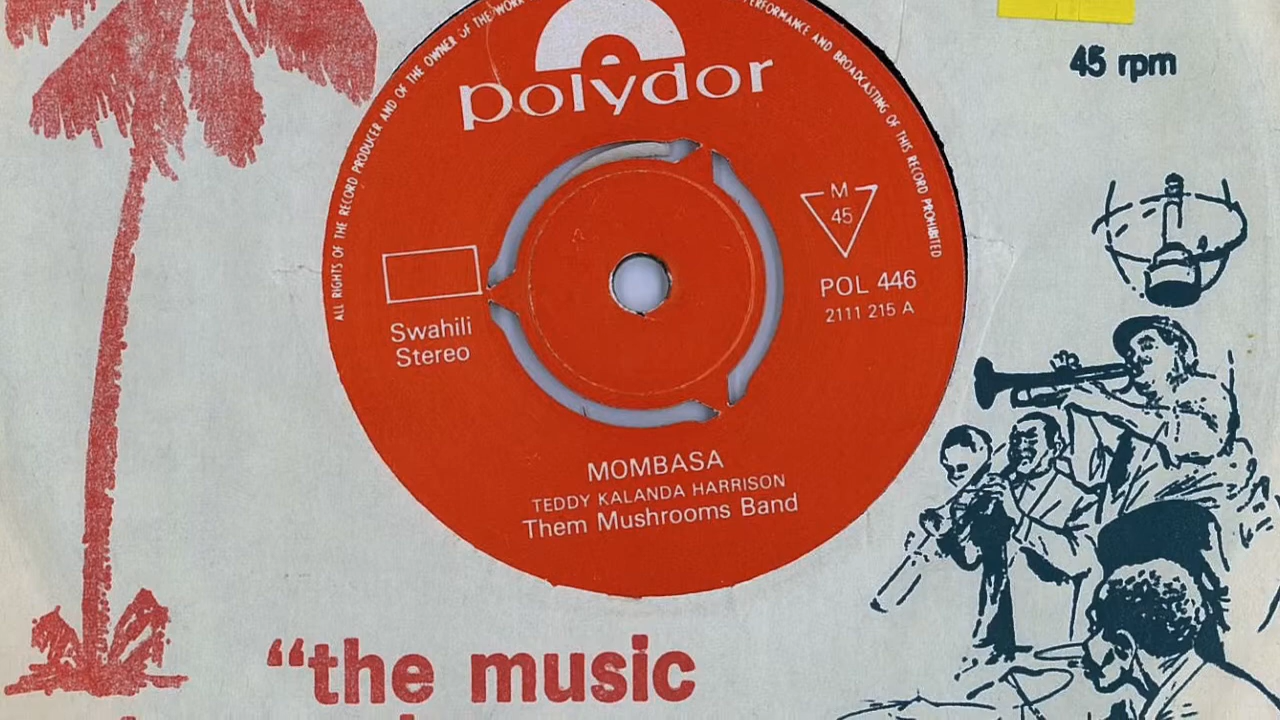 ALL RIGHTS OF THE RECORD PRODUCER AND OF THE OWNER OF THE WORK
PERFORMANCE AND BROADCASTING OF THIS RECORD PROHIBITED
polydor
45 rpm
M
45
POL 446
2111 215 A
Swahili
Stereo
MOMBASA
TEDDY KALANDA HARRISON
Them Mushrooms Band
“the music